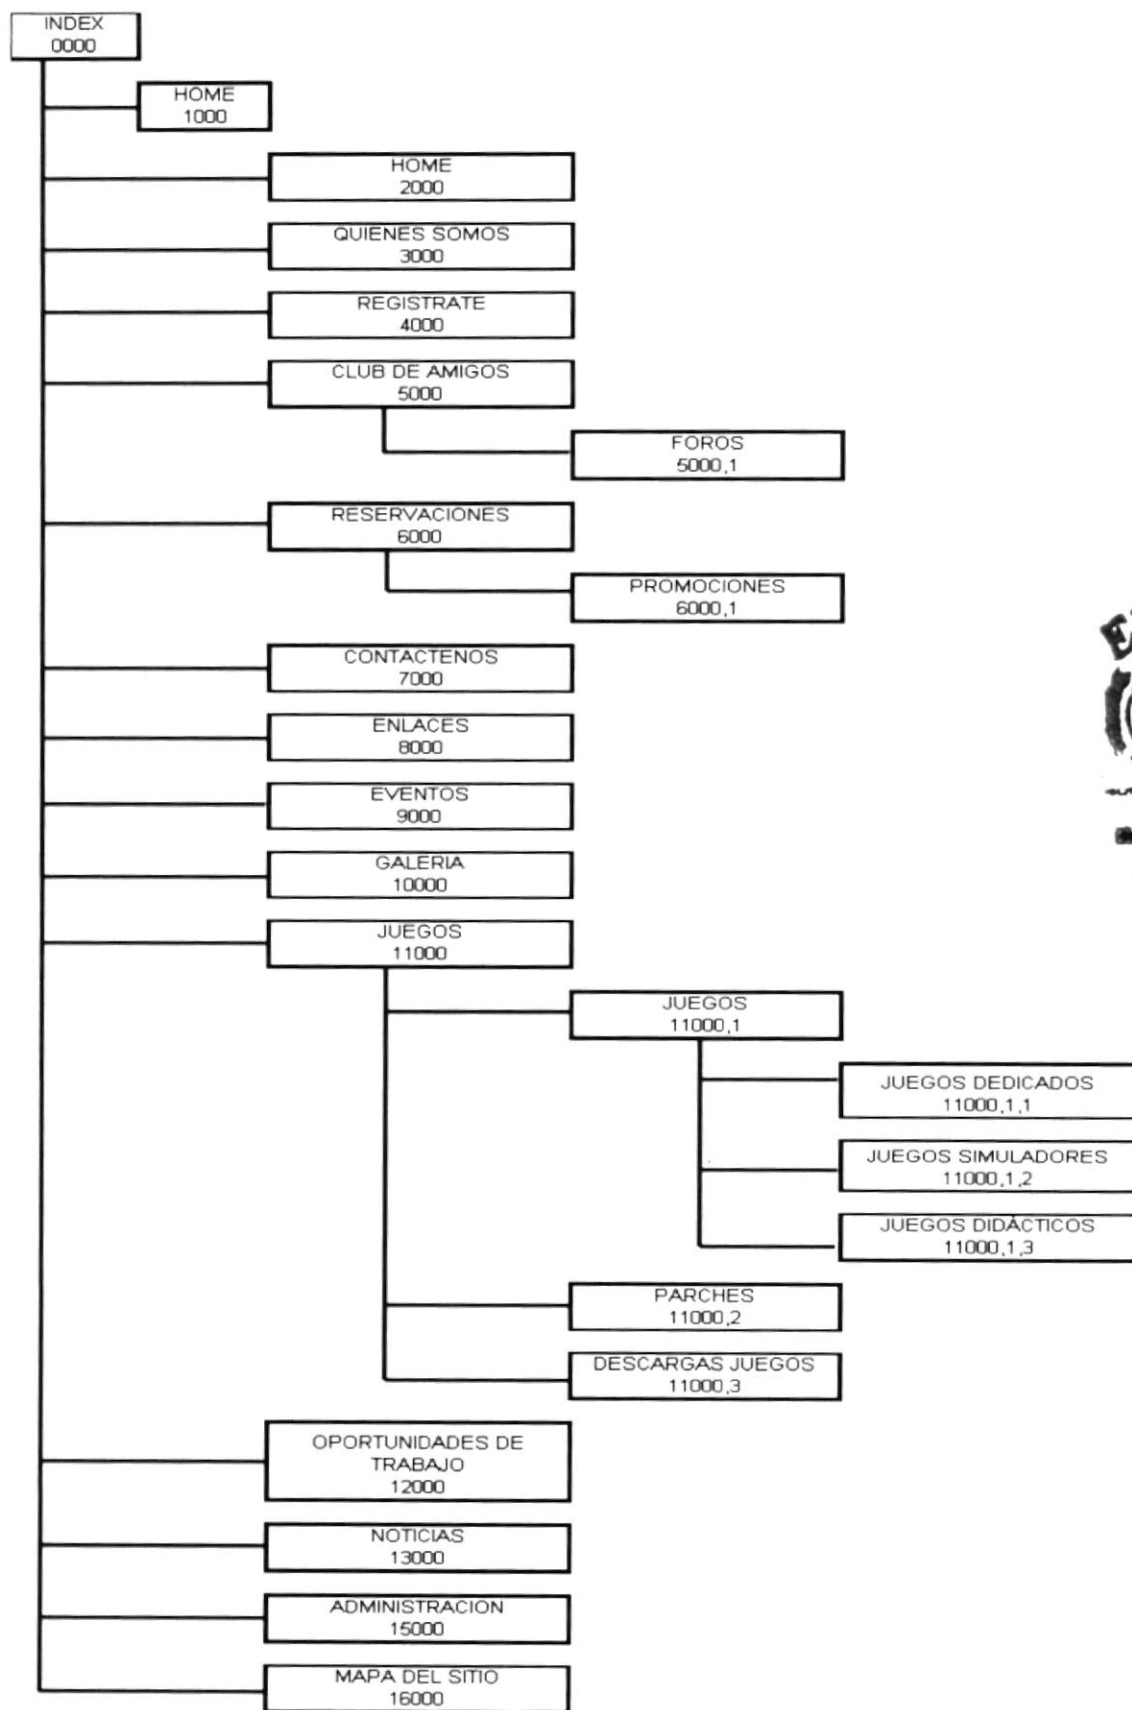 INDEX
0000
HOME
1000
HOME
2000
QUIENES SOMOS
3000
REGISTRATE
4000
CLUB DE AMIGOS
5000
FOROS
5000,1
RESERVACIONES
6000
PROMOCIONES
6000,1
CONTACTENOS
7000
ENLACES
8000
EVENTOS
9000
GALERIA
10000
JUEGOS
11000
JUEGOS
11000,1
JUEGOS DEDICADOS
11000,1,1
JUEGOS SIMULADORES
11000,1,2
JUEGOS DIDÁCTICOS
11000,1,3
PARCHES
11000,2
DESCARGAS JUEGOS
11000,3
OPORTUNIDADES DE
TRABAJO
12000
NOTICIAS
13000
ADMINISTRACION
15000
MAPA DEL SITIO
16000